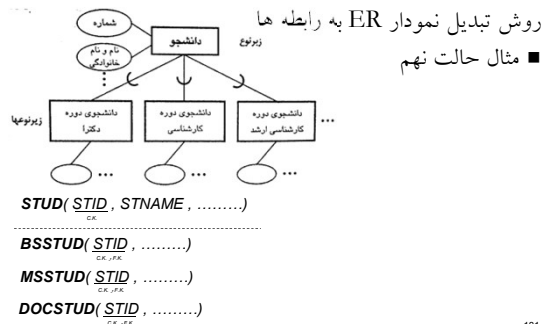 روش تبدیل نمودار ER به رابطه ها
■ مثال حالت نهم
شماره
دانشجو
زبرنوع
نام و نام
خانوادگی
زیرنوعها
دانشجوی دوره
دکترا
دانشجوی دوره
کارشناسی
دانشجوی دوره
کارشناسی ارشد
STUD( STID , STNAME , ………)
C.K.
BSSTUD( STID , ………)
C.K. , F.K.
MSSTUD( STID , ………)
C.K. , F.K.
DOCSTUD( STID , ………)
C.K. , F.K.